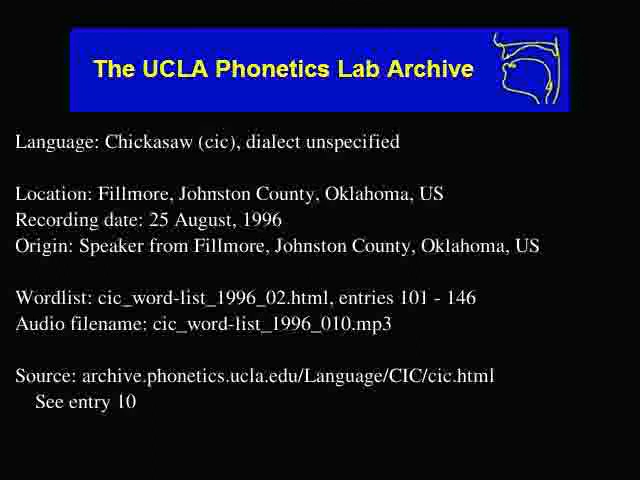 The UCLA Phonetics Lab Archive
Language: Chickasaw (cic), dialect unspecified
Location: Fillmore, Johnston County, Oklahoma, US
Recording date: 25 August, 1996
Origin: Speaker from Fillmore, Johnston County, Oklahoma, US
Wordlist: cic_word-list_1996_02.html, entries 101 - 146
Audio filename: cic_word-list_1996_010.mp3
Source: archive.phonetics.ucla.edu/Language/CIC/cic.html
See entry 10